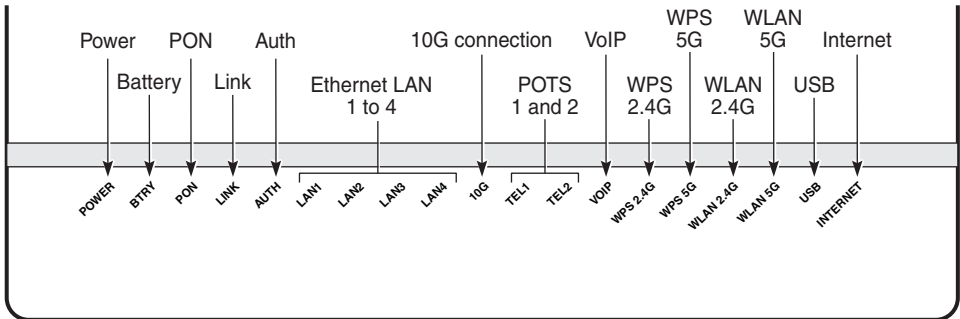 WPS 5G
WLAN 5G
Power
PON
Auth
10G connection
VoIP
Internet
Battery
Link
Ethernet LAN
1 to 4
POTS
1 and 2
WPS
2.4G
WLAN
2.4G
USB
POWER
BTRY
PON
LINK
AUTH
LAN1
LAN2
LAN3
LAN4
10G
TEL1
TEL2
VOIP
WPS 2.4G
WPS 5G
WLAN 2.4G
WLAN 5G
USB
INTERNET